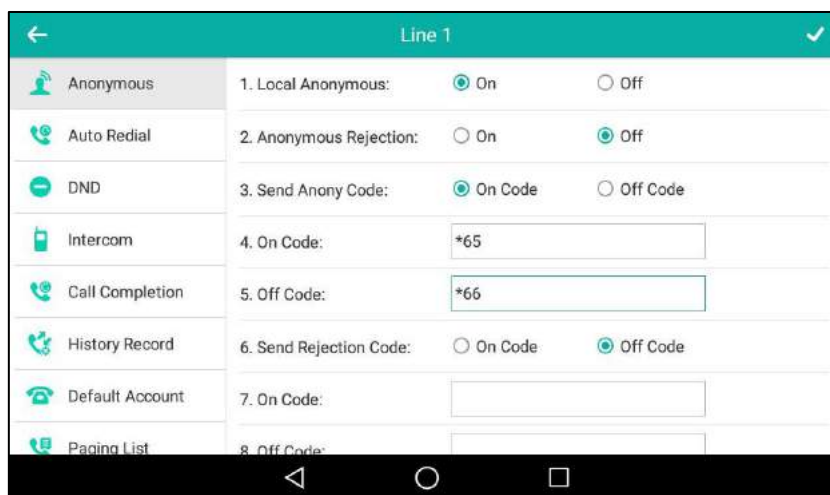 Line 1
Anonymous
Auto Redial
DND
Intercom
Call Completion
History Record
Default Account
Paging List
1. Local Anonymous: On Off
2. Anonymous Rejection: On Off
3. Send Anony Code: On Code Off Code
4. On Code: *65
5. Off Code: *66
6. Send Rejection Code: On Code Off Code
7. On Code:
8. Off Code: